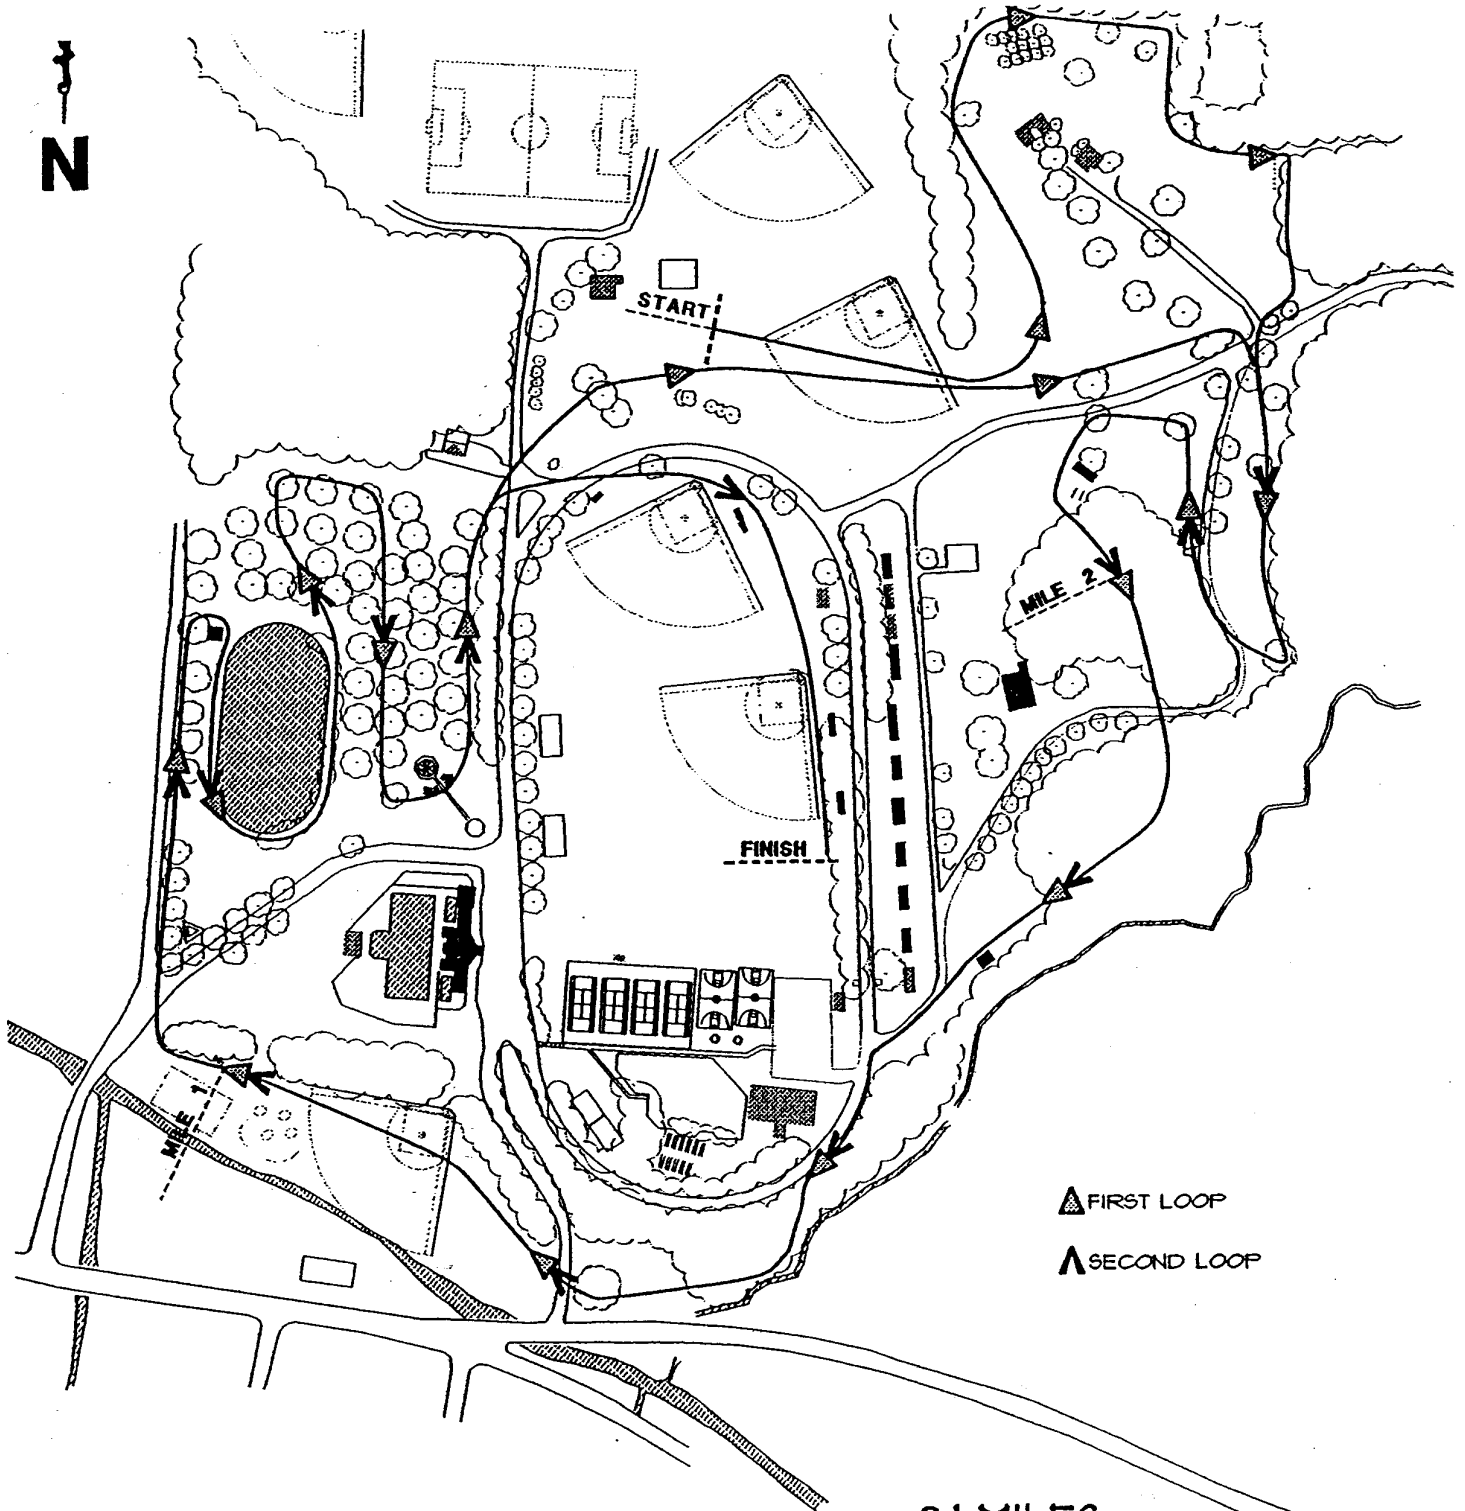 N
START
MILE 2
FINISH
MILE 1
FIRST LOOP
SECOND LOOP